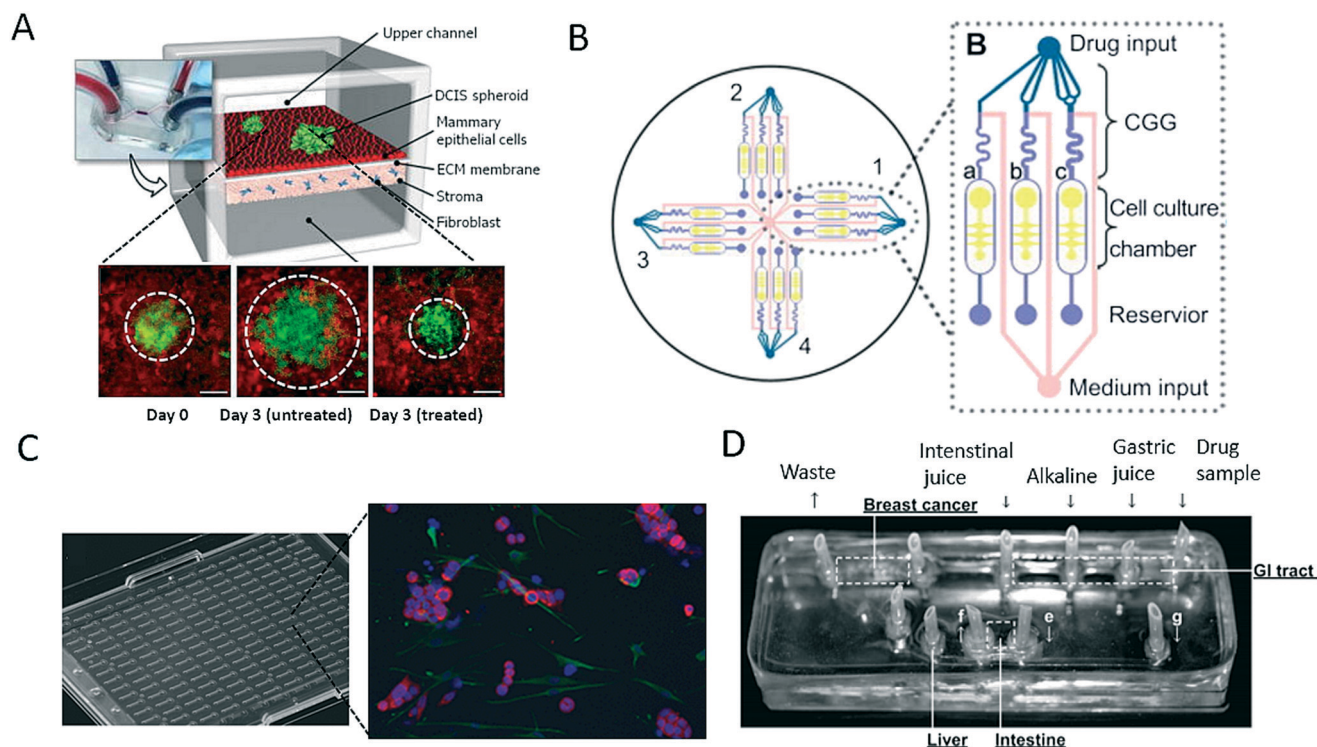 A
Upper channel
DCIS spheroid
Mammary
epithelial cells
ECM membrane
Stroma
Fibroblast
Day 0
Day 3 (untreated)
Day 3 (treated)
B
2
1
3
4
B
Drug input
CGG
a
b
c
Cell culture
chamber
Reservior
Medium input
C
D
Waste
Intenstinal
juice
Alkaline
Gastric
juice
Drug
sample
Breast cancer
GI tract
f
e
g
Liver
Intestine